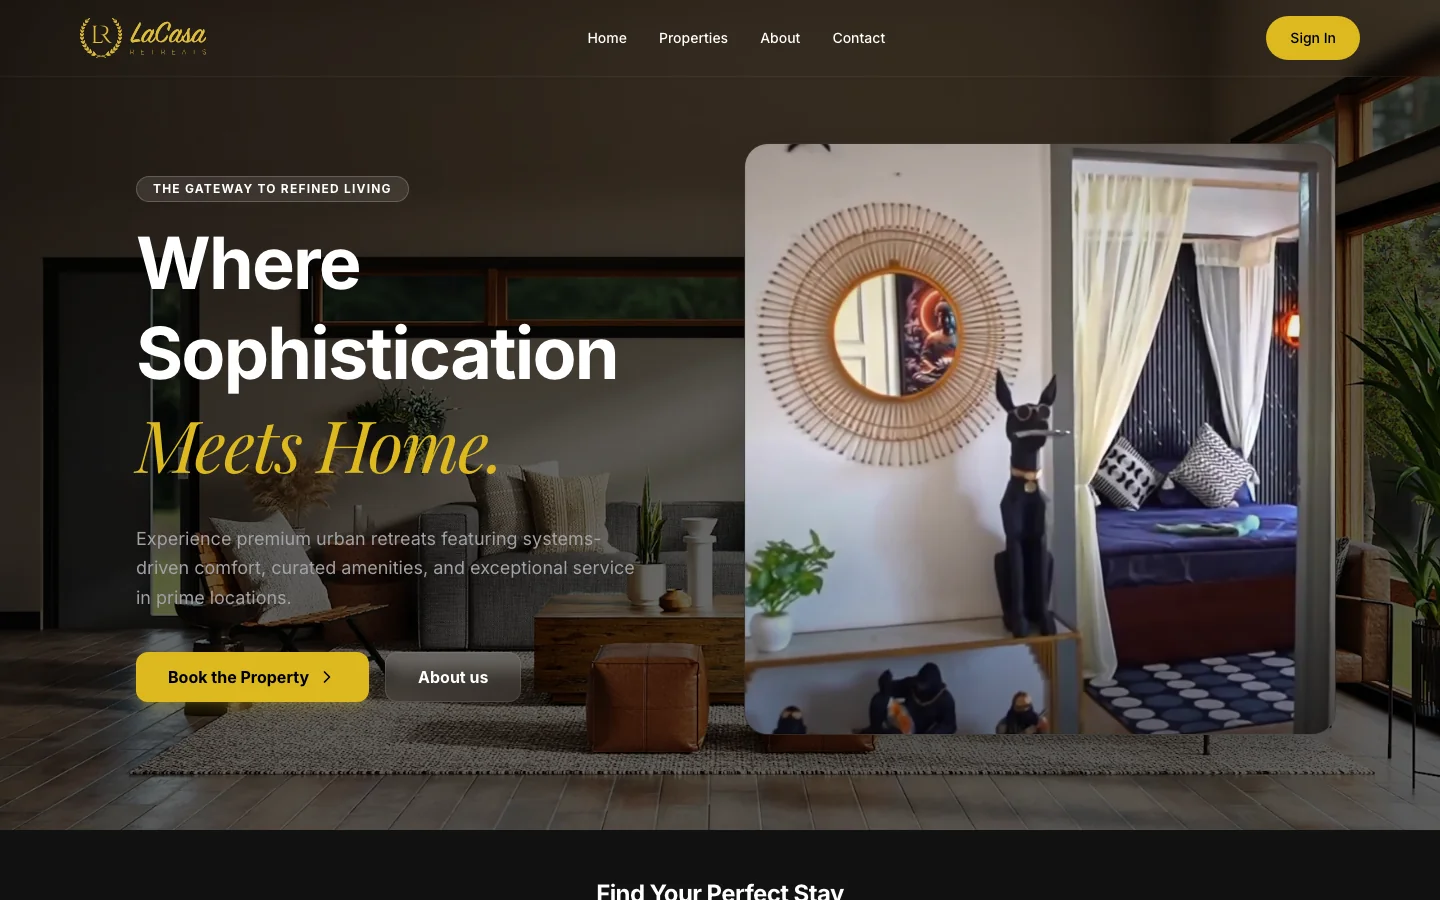 LR
LaCasa
RETREATS
Home
Properties
About
Contact
Sign In
THE GATEWAY TO REFINED LIVING
Where
Sophistication
Meets Home.
Experience premium urban retreats featuring systems-
driven comfort, curated amenities, and exceptional service
in prime locations.
Book the Property
About us
Find Your Perfect Stay